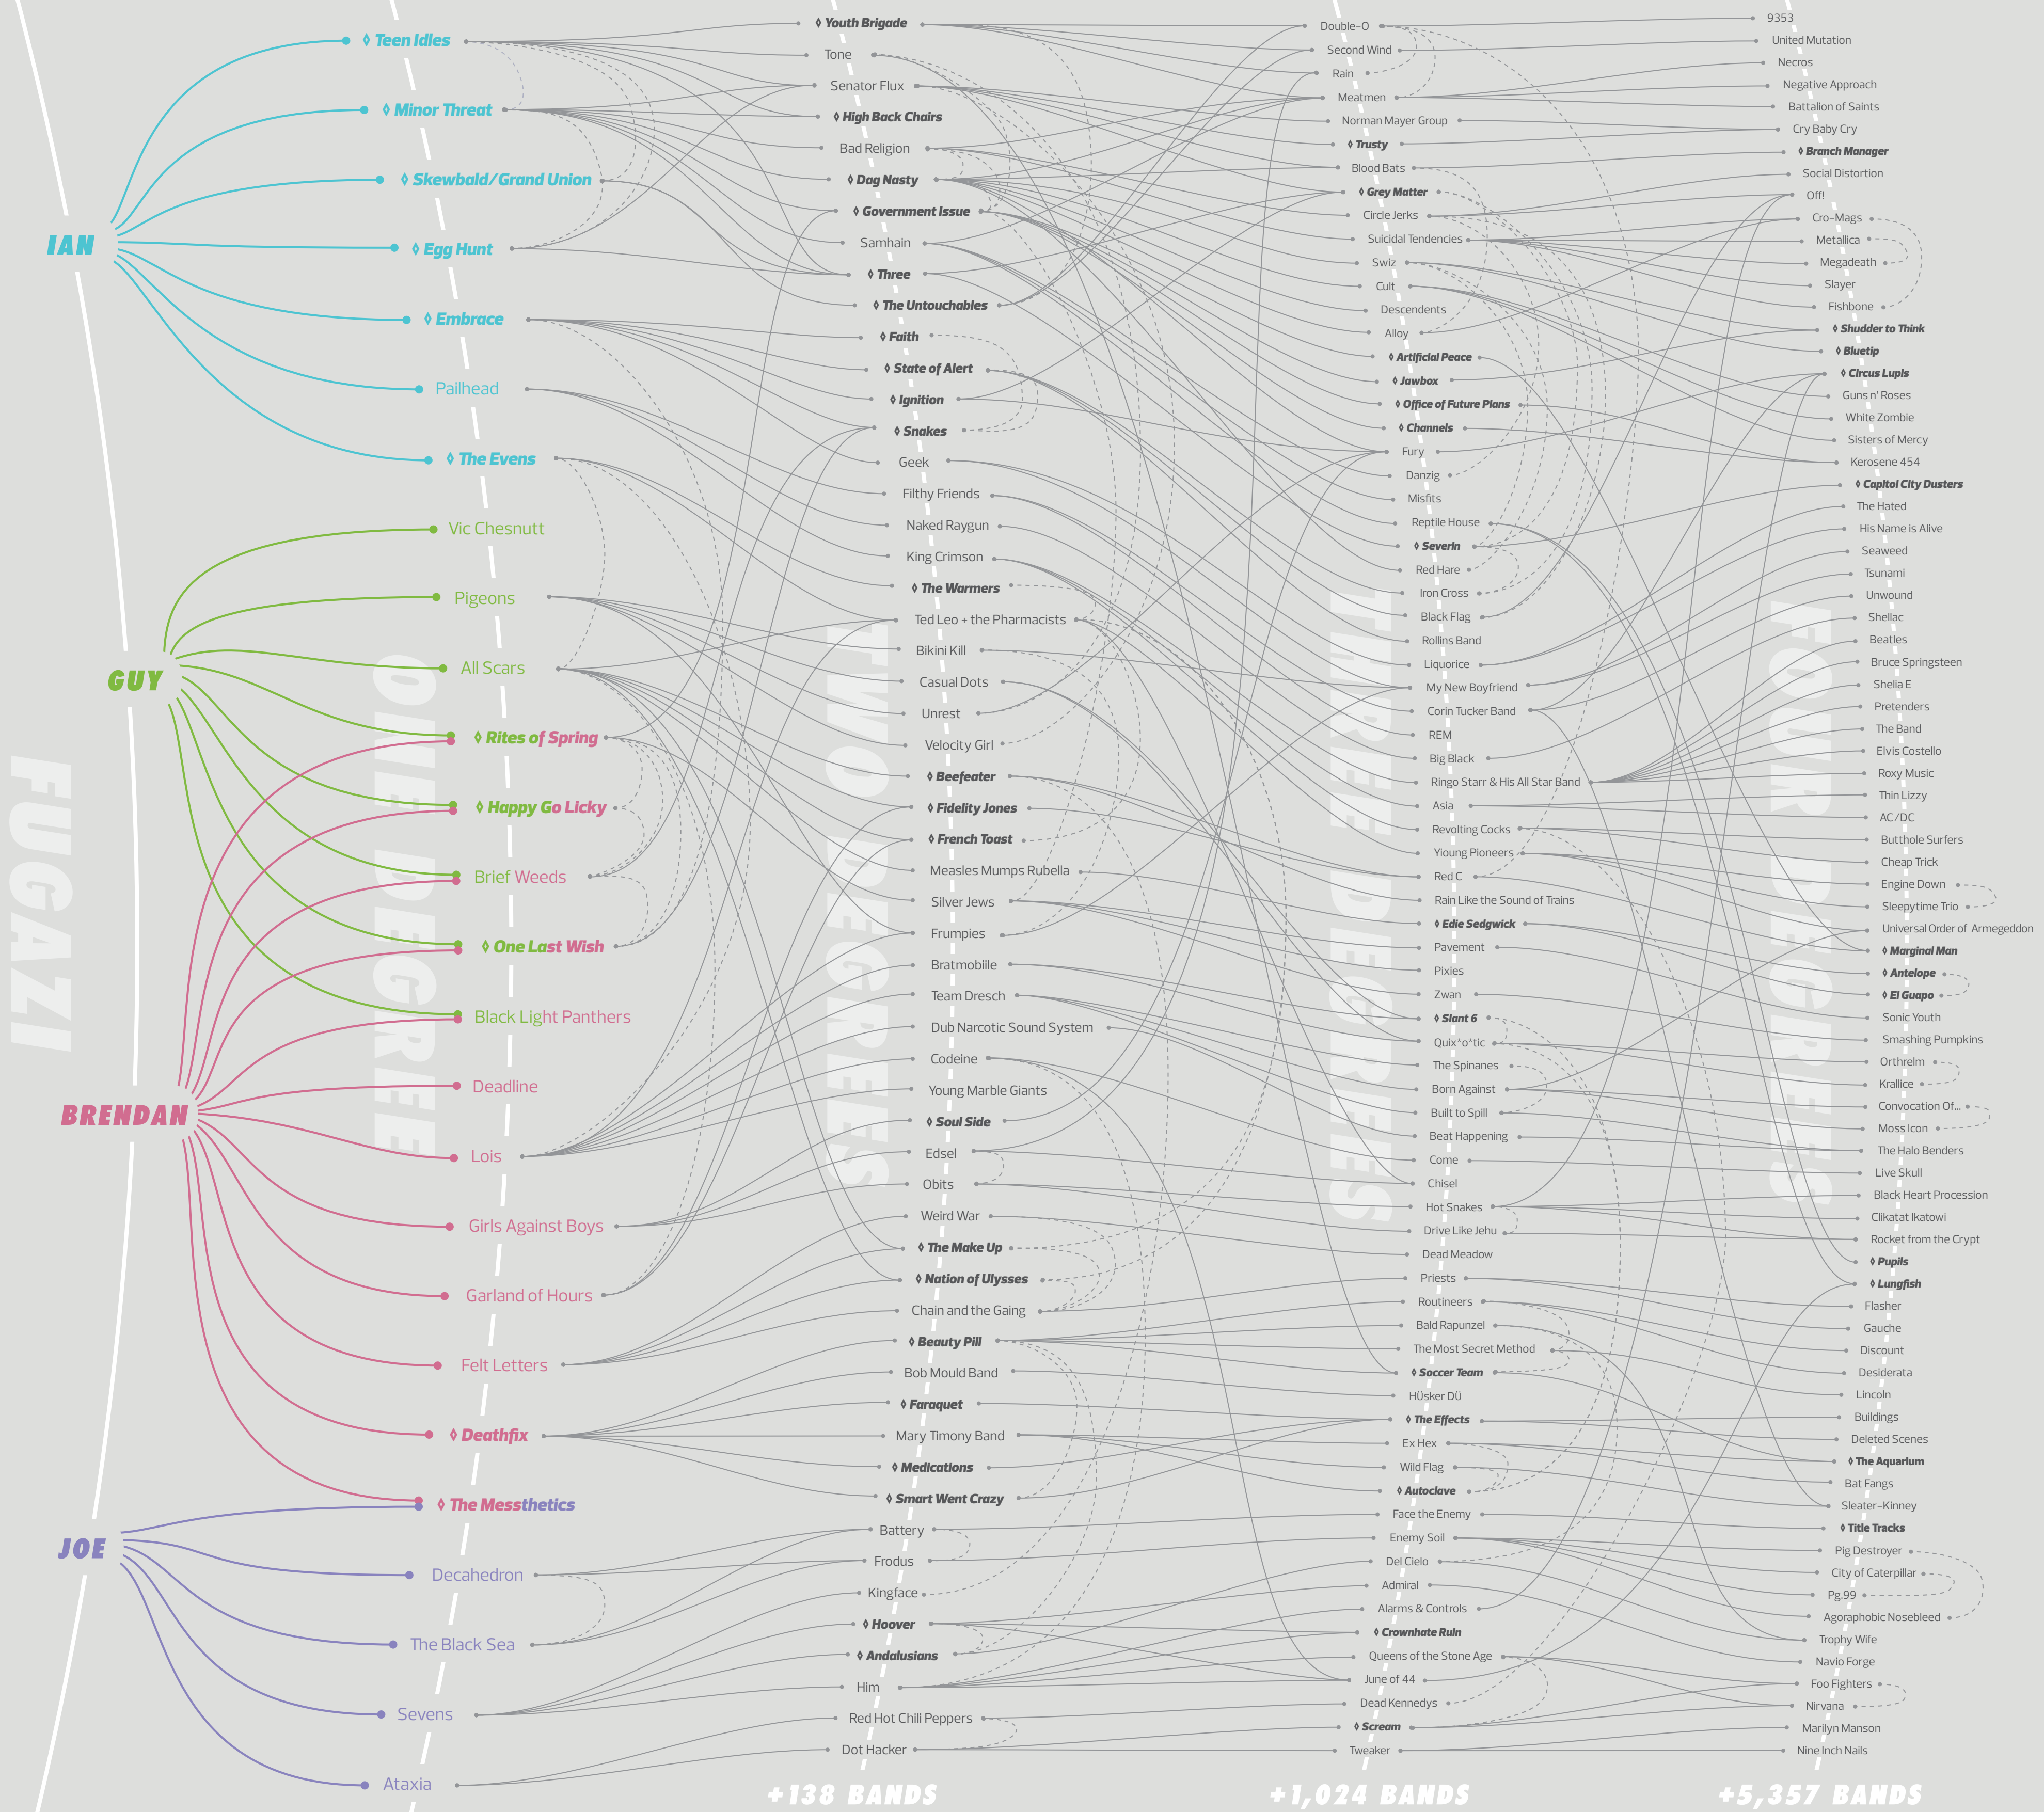 FUGAZI
IAN
GUY
BRENDAN
JOE
ONE DEGREE
◊ Teen Idles
◊ Minor Threat
◊ Skewbald/Grand Union
◊ Egg Hunt
◊ Embrace
Pailhead
◊ The Evens
Vic Chesnutt
Pigeons
All Scars
◊ Rites of Spring
◊ Happy Go Licky
Brief Weeds
◊ One Last Wish
Black Light Panthers
Deadline
Lois
Girls Against Boys
Garland of Hours
Felt Letters
◊ Deathfix
◊ The Messthetics
Decahedron
The Black Sea
Sevens
Ataxia
TWO DEGREES
◊ Youth Brigade
Tone
Senator Flux
◊ High Back Chairs
Bad Religion
◊ Dag Nasty
◊ Government Issue
Samhain
◊ Three
◊ The Untouchables
◊ Faith
◊ State of Alert
◊ Ignition
◊ Snakes
Geek
Filthy Friends
Naked Raygun
King Crimson
◊ The Warmers
Ted Leo + the Pharmacists
Bikini Kill
Casual Dots
Unrest
Velocity Girl
◊ Beefeater
◊ Fidelity Jones
◊ French Toast
Measles Mumps Rubella
Silver Jews
Frumpies
Bratmobiile
Team Dresch
Dub Narcotic Sound System
Codeine
Young Marble Giants
◊ Soul Side
Edsel
Obits
Weird War
◊ The Make Up
◊ Nation of Ulysses
Chain and the Gaing
◊ Beauty Pill
Bob Mould Band
◊ Faraquet
Mary Timony Band
◊ Medications
◊ Smart Went Crazy
Battery
Frodus
Kingface
◊ Hoover
◊ Andalusians
Him
Red Hot Chili Peppers
Dot Hacker
+138 BANDS
THREE DEGREES
Double-O
Second Wind
Rain
Meatmen
Norman Mayer Group
◊ Trusty
Blood Bats
◊ Grey Matter
Circle Jerks
Suicidal Tendencies
Swiz
Cult
Descendents
Alloy
◊ Artificial Peace
◊ Jawbox
◊ Office of Future Plans
◊ Channels
Fury
Danzig
Misfits
Reptile House
◊ Severin
Red Hare
Iron Cross
Black Flag
Rollins Band
Liquorice
My New Boyfriend
Corin Tucker Band
REM
Big Black
Ringo Starr & His All Star Band
Asia
Revolting Cocks
Yioung Pioneers
Red C
Rain Like the Sound of Trains
◊ Edie Sedgwick
Pavement
Pixies
Zwan
◊ Slant 6
Quix*o*tic
The Spinanes
Born Against
Built to Spill
Beat Happening
Come
Chisel
Hot Snakes
Drive Like Jehu
Dead Meadow
Priests
Routineers
Bald Rapunzel
The Most Secret Method
◊ Soccer Team
Hüsker DÜ
◊ The Effects
Ex Hex
Wild Flag
◊ Autoclave
Face the Enemy
Enemy Soil
Del Cielo
Admiral
Alarms & Controls
◊ Crownhate Ruin
Queens of the Stone Age
June of 44
Dead Kennedys
◊ Scream
Tweaker
+1,024 BANDS
FOUR DEGREES
9353
United Mutation
Necros
Negative Approach
Battalion of Saints
Cry Baby Cry
◊ Branch Manager
Social Distortion
Off!
Cro-Mags
Metallica
Megadeath
Slayer
Fishbone
◊ Shudder to Think
◊ Bluetip
◊ Circus Lupis
Guns n' Roses
White Zombie
Sisters of Mercy
Kerosene 454
◊ Capitol City Dusters
The Hated
His Name is Alive
Seaweed
Tsunami
Unwound
Shellac
Beatles
Bruce Springsteen
Shelia E
Pretenders
The Band
Elvis Costello
Roxy Music
Thin Lizzy
AC/DC
Butthole Surfers
Cheap Trick
Engine Down
Sleepytime Trio
Universal Order of Armegeddon
◊ Marginal Man
◊ Antelope
◊ El Guapo
Sonic Youth
Smashing Pumpkins
Orthrelm
Krallice
Convocation Of...
Moss Icon
The Halo Benders
Live Skull
Black Heart Procession
Clikatat Ikatowi
Rocket from the Crypt
◊ Pupils
◊ Lungfish
Flasher
Gauche
Discount
Desiderata
Lincoln
Buildings
Deleted Scenes
◊ The Aquarium
Bat Fangs
Sleater-Kinney
◊ Title Tracks
Pig Destroyer
City of Caterpillar
Pg.99
Agoraphobic Nosebleed
Trophy Wife
Navio Forge
Foo Fighters
Nirvana
Marilyn Manson
Nine Inch Nails
+5,357 BANDS